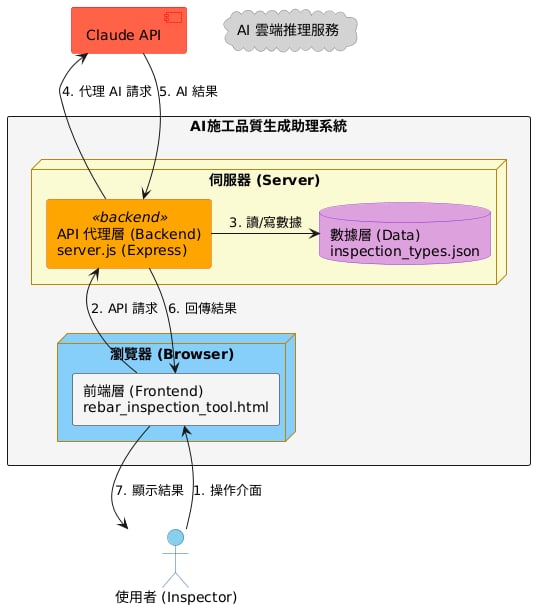 Claude API
AI 雲端推理服務
4. 代理 AI 請求
5. AI 結果
AI施工品質生成助理系統
伺服器 (Server)
«backend»
API 代理層 (Backend)
server.js (Express)
3. 讀/寫數據
數據層 (Data)
inspection_types.json
2. API 請求
6. 回傳結果
瀏覽器 (Browser)
前端層 (Frontend)
rebar_inspection_tool.html
7. 顯示結果
1. 操作介面
使用者 (Inspector)